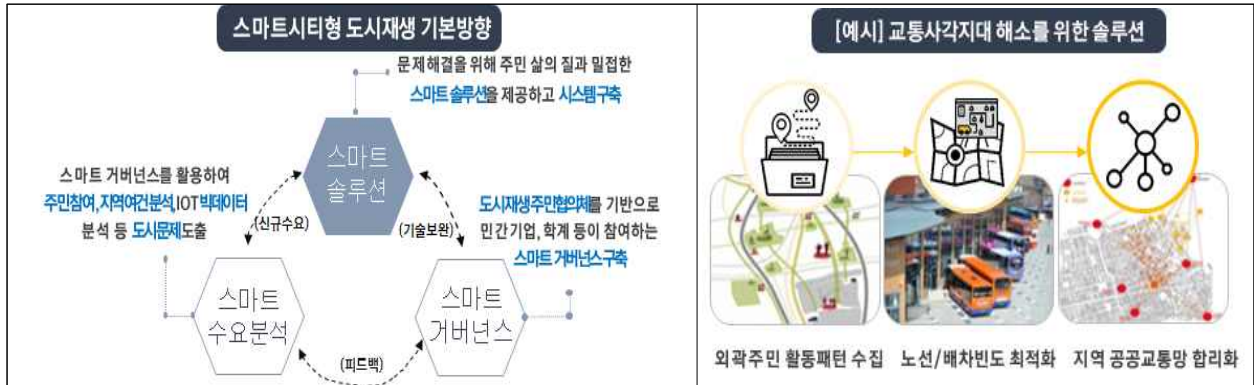 스마트시티형 도시재생 기본방향
문제해결을 위해 주민 삶의 질과 밀접한
스마트 솔루션을 제공하고 시스템구축
스마트
솔루션
스마트 거버넌스를 활용하여
주민참여, 지역여건분석, IOT 빅데이터
분석 등 도시문제도출
(신규수요)
(기술보완)
도시재생주민협의체를 기반으로
민간기업, 학계 등이 참여하는
스마트 거버넌스구축
스마트
수요분석
스마트
거버넌스
(피드백)
[예시] 교통사각지대 해소를 위한 솔루션
외곽주민 활동패턴 수집
노선/배차빈도 최적화
지역 공공교통망 합리화